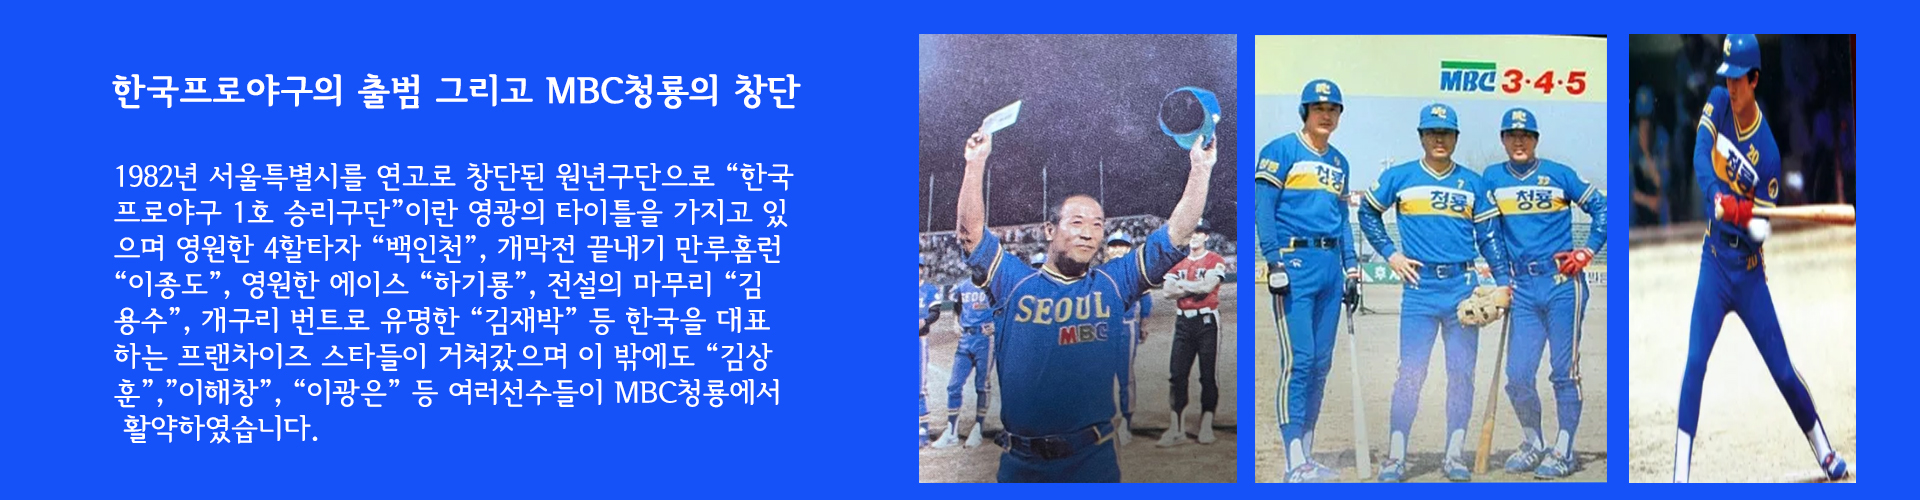 한국프로야구의 출범 그리고 MBC청룡의 창단
1982년 서울특별시를 연고로 창단된 원년구단으로 “한국
프로야구 1호 승리구단”이란 영광의 타이틀을 가지고 있
으며 영원한 4할타자 “백인천”, 개막전 끝내기 만루홈런
“이종도”, 영원한 에이스 “하기룡”, 전설의 마무리 “김
용수”, 개구리 번트로 유명한 “김재박” 등 한국을 대표
하는 프랜차이즈 스타들이 거쳐갔으며 이 밖에도 “김상
훈”,”이해창”, “이광은” 등 여러선수들이 MBC청룡에서
활약하였습니다.
SEOUL
MBC
SEOUL
MBC 3·4·5
청룡
청룡 7
청룡
20
청룡